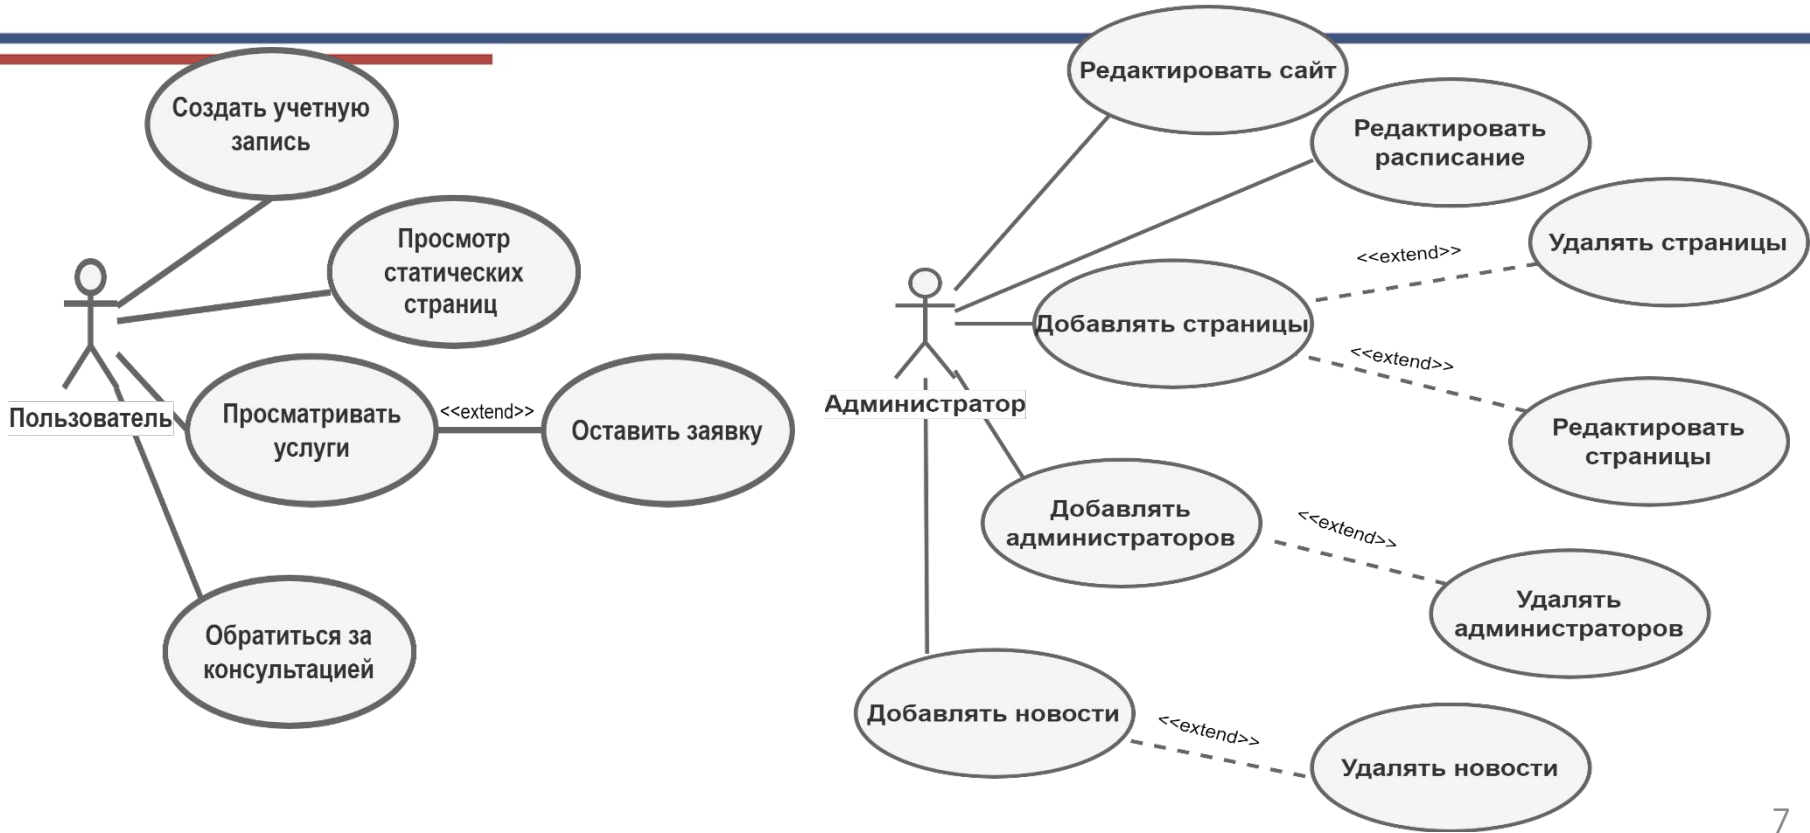 Создать учетную
запись
Просмотр
статических
страниц
Пользователь
Просматривать
услуги
<<extend>>
Оставить заявку
Обратиться за
консультацией
Редактировать сайт
Редактировать
расписание
Удалять страницы
<<extend>>
Добавлять страницы
<<extend>>
Редактировать
страницы
Администратор
Добавлять
администраторов
<<extend>>
Удалять
администраторов
Добавлять новости
<<extend>>
Удалять новости
7